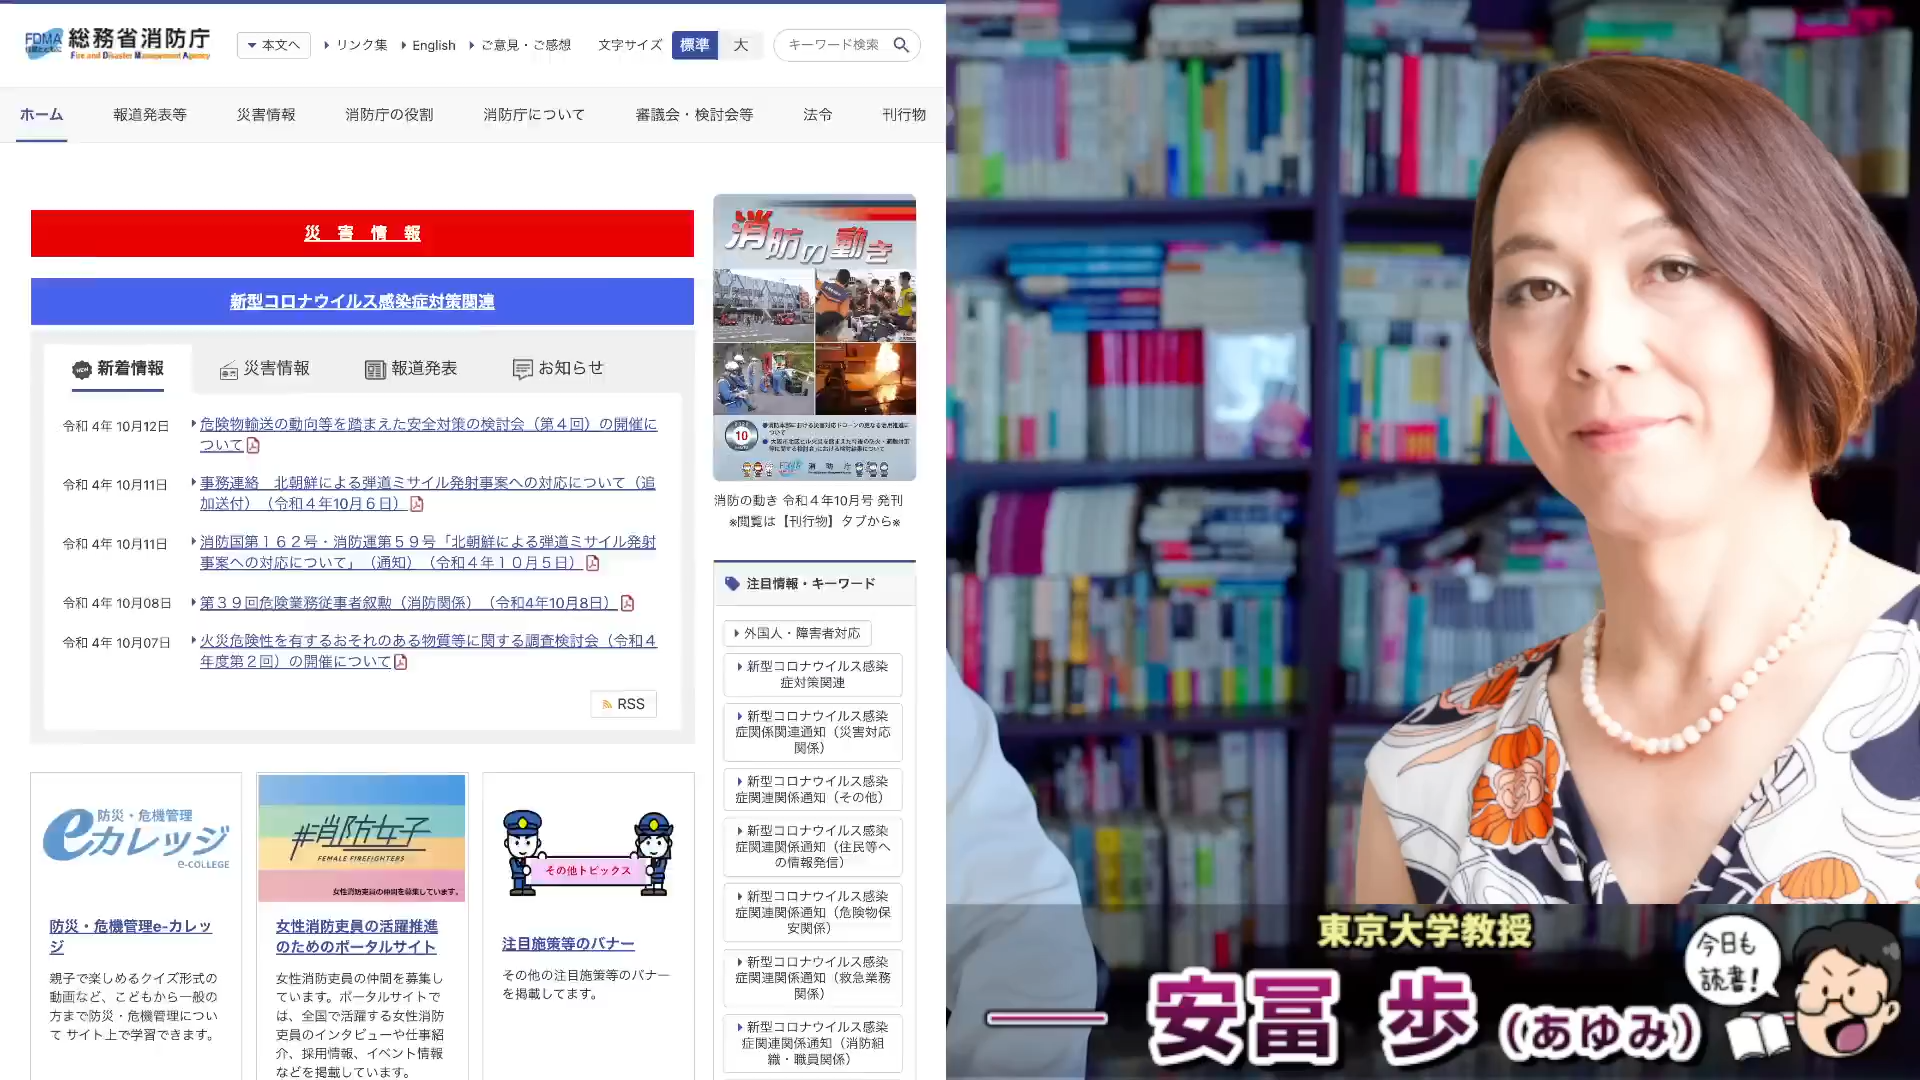 FDMA
住民とともに
総務省消防庁
Fire and Disaster Management Agency
本文へ
リンク集
English
ご意見・ご感想
文字サイズ
標準
大
キーワード検索
ホーム
報道発表等
災害情報
消防庁の役割
消防庁について
審議会・検討会等
法令
刊行物
災 害 情 報
新型コロナウイルス感染症対策関連
新着情報
災害情報
報道発表
お知らせ
令和 4年 10月12日
危険物輸送の動向等を踏まえた安全対策の検討会（第４回）の開催に
ついて
令和 4年 10月11日
事務連絡　北朝鮮による弾道ミサイル発射事案への対応について（追
加送付）（令和４年10月６日）
令和 4年 10月11日
消防国第１６２号・消防運第５９号「北朝鮮による弾道ミサイル発射
事案への対応について」（通知）（令和４年１０月５日）
令和 4年 10月08日
第３９回危険業務従事者叙勲（消防関係）（令和4年10月8日）
令和 4年 10月07日
火災危険性を有するおそれのある物質等に関する調査検討会（令和４
年度第２回）の開催について
RSS
消防の動き
10
消防の動き 令和４年10月号 発刊
※閲覧は【刊行物】タブから※
注目情報・キーワード
外国人・障害者対応
新型コロナウイルス感染
症対策関連
新型コロナウイルス感染
症関係関連通知（災害対応
関係）
新型コロナウイルス感染
症関連関係通知（その他）
新型コロナウイルス感染
症関連関係通知（住民等へ
の情報発信）
新型コロナウイルス感染
症関連関係通知（危険物保
安関係）
新型コロナウイルス感染
症関連関係通知（救急業務
関係）
新型コロナウイルス感染
症関連関係通知（消防組
織・職員関係）
防災・危機管理
eカレッジ
e-COLLEGE
防災・危機管理e-カレッ
ジ
親子で楽しめるクイズ形式の
動画など、こどもから一般の
方まで防災・危機管理につい
て サイト上で学習できます。
#消防女子
FEMALE FIREFIGHTERS
女性消防吏員の仲間を募集しています。
女性消防吏員の活躍推進
のためのポータルサイト
女性消防吏員の仲間を募集し
ています。ポータルサイトで
は、全国で活躍する女性消防
吏員のインタビューや仕事紹
介、採用情報、イベント情報
などを掲載しています。
その他トピックス
注目施策等のバナー
その他の注目施策等のバナー
を掲載してます。
東京大学教授
安冨 歩（あゆみ）
今日も
読書！